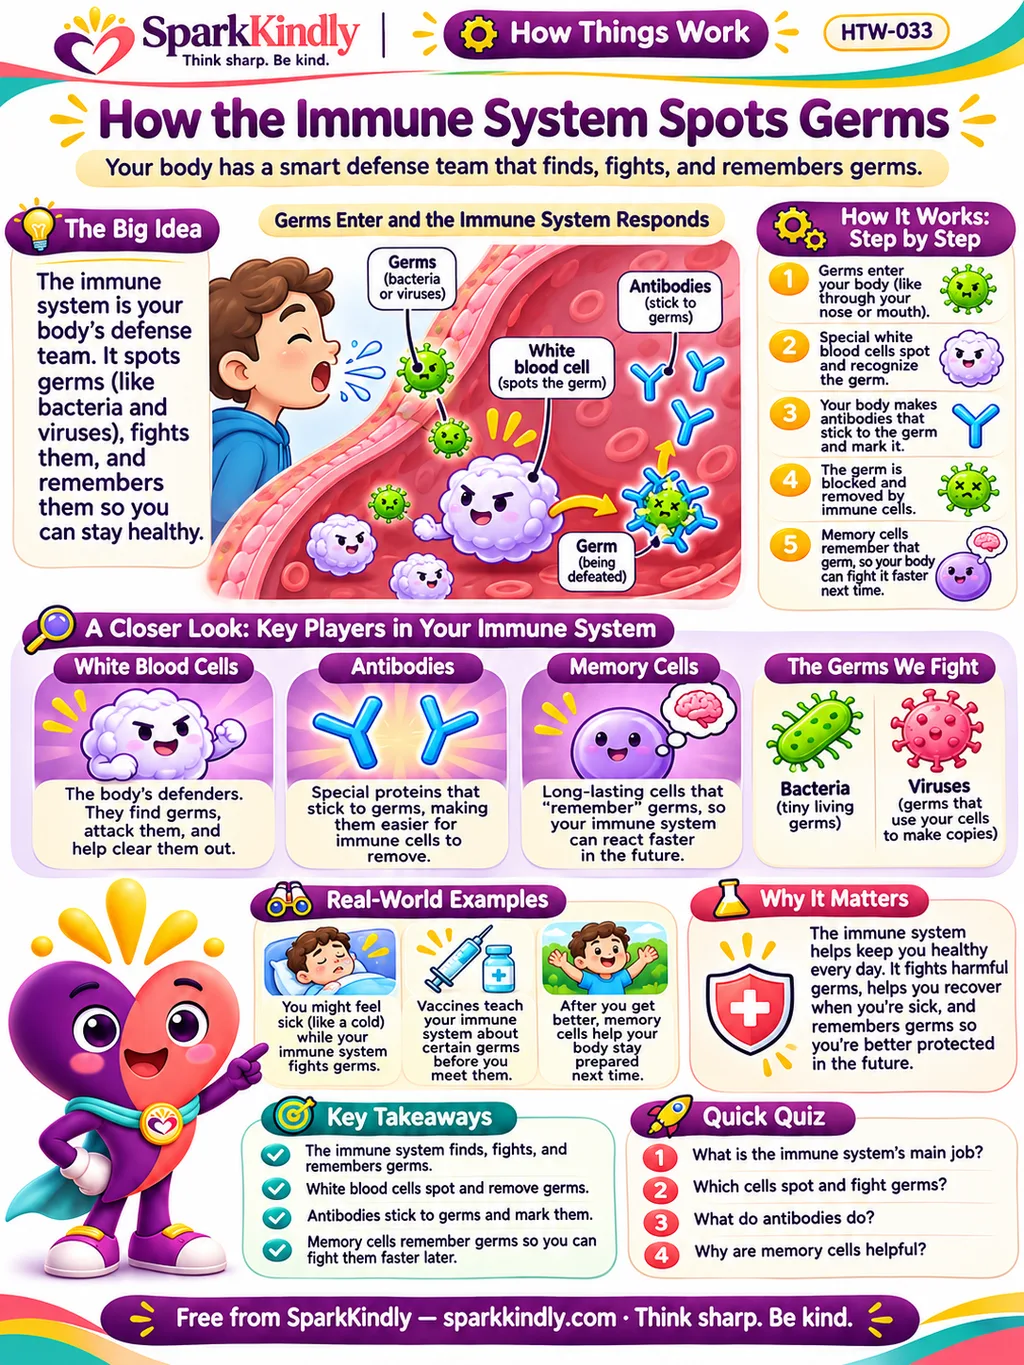 SparkKindly
Think sharp. Be kind.
How Things Work
HTW-033
How the Immune System Spots Germs
Your body has a smart defense team that finds, fights, and remembers germs.
The Big Idea
The immune
system is your
body's defense
team. It spots
germs (like
bacteria and
viruses), fights
them, and
remembers
them so you
can stay healthy.
Germs Enter and the Immune System Responds
Germs
(bacteria
or viruses)
White
blood cell
(spots the germ)
Antibodies
(stick to
germs)
Germ
(being
defeated)
How It Works:
Step by Step
1
Germs enter
your body (like
through your
nose or mouth).
2
Special white
blood cells spot
and recognize
the germ.
3
Your body makes
antibodies that
stick to the germ
and mark it.
4
The germ is
blocked and
removed by
immune cells.
5
Memory cells
remember that
germ, so your body
can fight it faster
next time.
A Closer Look: Key Players in Your Immune System
White Blood Cells
The body's defenders.
They find germs,
attack them, and
help clear them out.
Antibodies
Special proteins that
stick to germs, making
them easier for
immune cells to
remove.
Memory Cells
Long-lasting cells that
"remember" germs, so
your immune system
can react faster
in the future.
The Germs We Fight
Bacteria
(tiny living
germs)
Viruses
(germs that
use your cells
to make copies)
Real-World Examples
You might feel
sick (like a cold)
while your
immune system
fights germs.
Vaccines teach
your immune
system about
certain germs
before you
meet them.
After you get
better, memory
cells help your
body stay
prepared
next time.
Why It Matters
The immune system
helps keep you healthy
every day. It fights harmful
germs, helps you recover
when you're sick, and
remembers germs so
you're better protected
in the future.
Key Takeaways
The immune system finds, fights, and
remembers germs.
White blood cells spot and remove germs.
Antibodies stick to germs and mark them.
Memory cells remember germs so you can
fight them faster later.
Quick Quiz
1 What is the immune system's main job?
2 Which cells spot and fight germs?
3 What do antibodies do?
4 Why are memory cells helpful?
Free from SparkKindly — sparkkindly.com · Think sharp. Be kind.